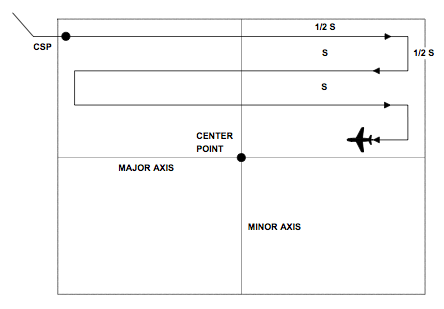 1/2 S
CSP
S
1/2 S
S
CENTER
POINT
MAJOR AXIS
MINOR AXIS